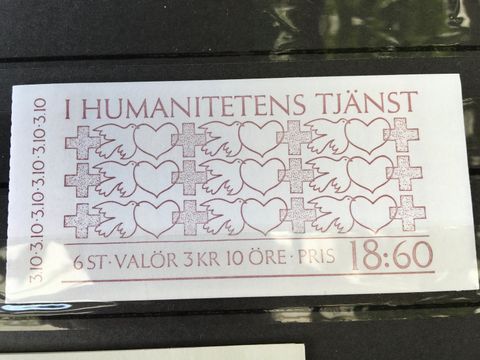 I HUMANITETENS TJÄNST
3.10·3.10·3.10·3.10·3.10·3.10
6 ST · VALÖR 3 KR 10 ÖRE · PRIS 18:60